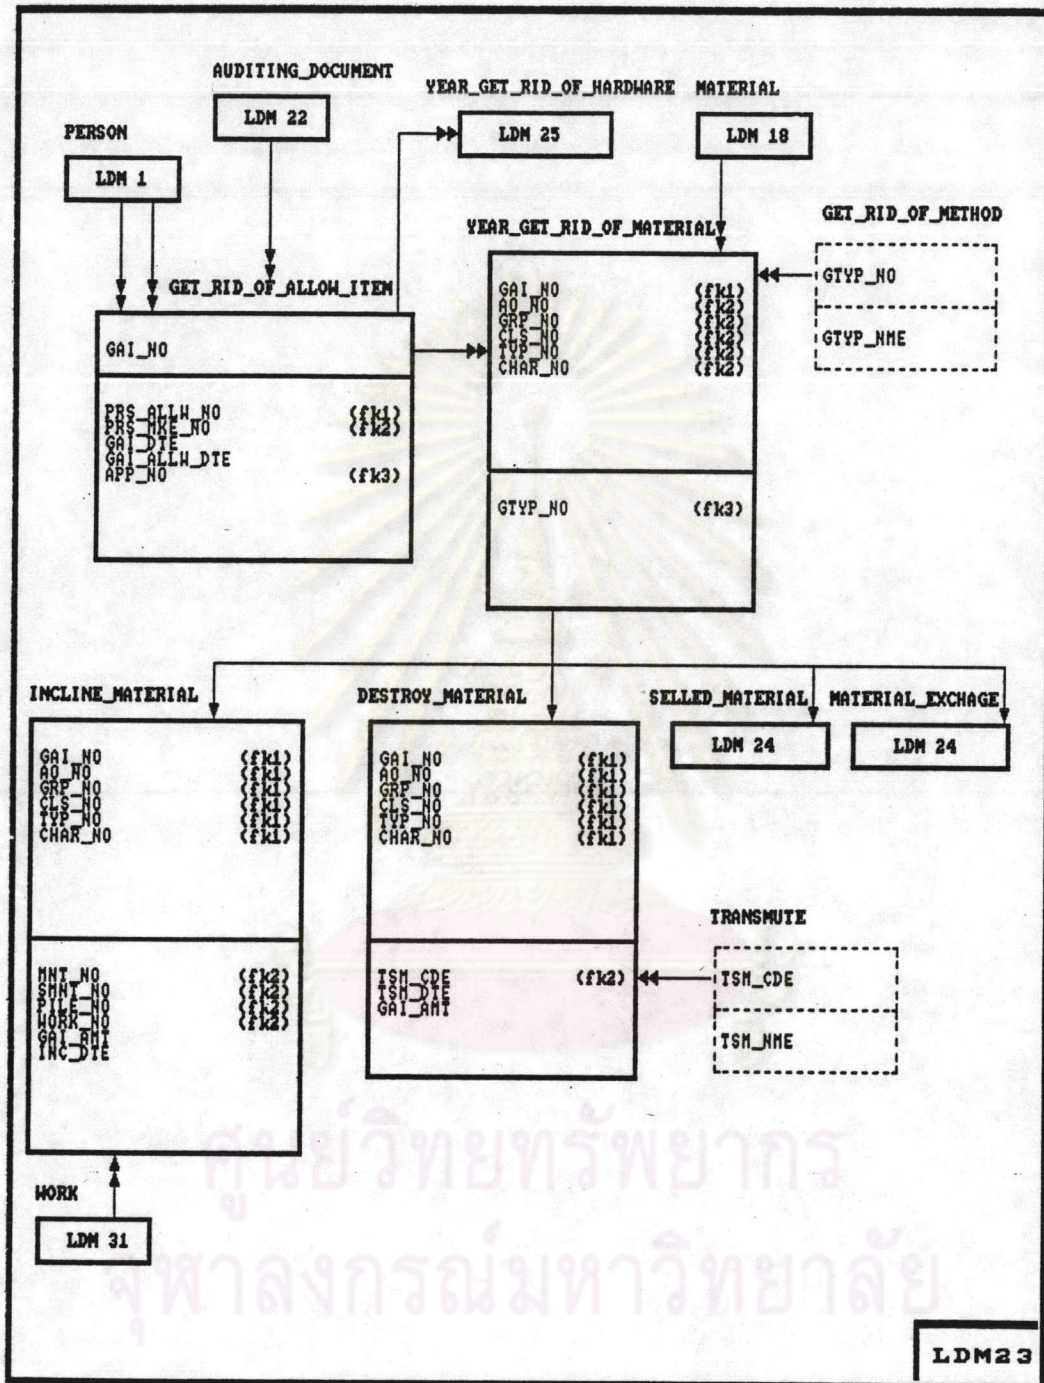 AUDITING_DOCUMENT
LDM 22
YEAR_GET_RID_OF_HARDWARE
LDM 25
MATERIAL
LDM 18
PERSON
LDM 1
GET_RID_OF_ALLOW_ITEM
GAI_NO
PRS_ALLW_NO (fk1)
PRS_MKE_NO (fk2)
GAI_DTE
GAI_ALLW_DTE
APP_NO (fk3)
YEAR_GET_RID_OF_MATERIAL
GAI_NO (fk1)
AO_NO (fk2)
GRP_NO (fk2)
CLS_NO (fk2)
TYP_NO (fk2)
CHAR_NO (fk2)
GTYP_NO (fk3)
GET_RID_OF_METHOD
GTYP_NO
GTYP_NME
INCLINE_MATERIAL
GAI_NO (fk1)
AO_NO (fk1)
GRP_NO (fk1)
CLS_NO (fk1)
TYP_NO (fk1)
CHAR_NO (fk1)
MNT_NO (fk2)
SMNT_NO (fk2)
PILE_NO (fk2)
WORK_NO (fk2)
GAI_AMT
INC_DTE
DESTROY_MATERIAL
GAI_NO (fk1)
AO_NO (fk1)
GRP_NO (fk1)
CLS_NO (fk1)
TYP_NO (fk1)
CHAR_NO (fk1)
TSM_CDE (fk2)
TSM_DTE
GAI_AMT
SELLED_MATERIAL
LDM 24
MATERIAL_EXCHAGE
LDM 24
TRANSMUTE
TSM_CDE
TSM_NME
WORK
LDM 31
ศูนย์วิทยทรัพยากร
จุฬาลงกรณ์มหาวิทยาลัย
LDM23